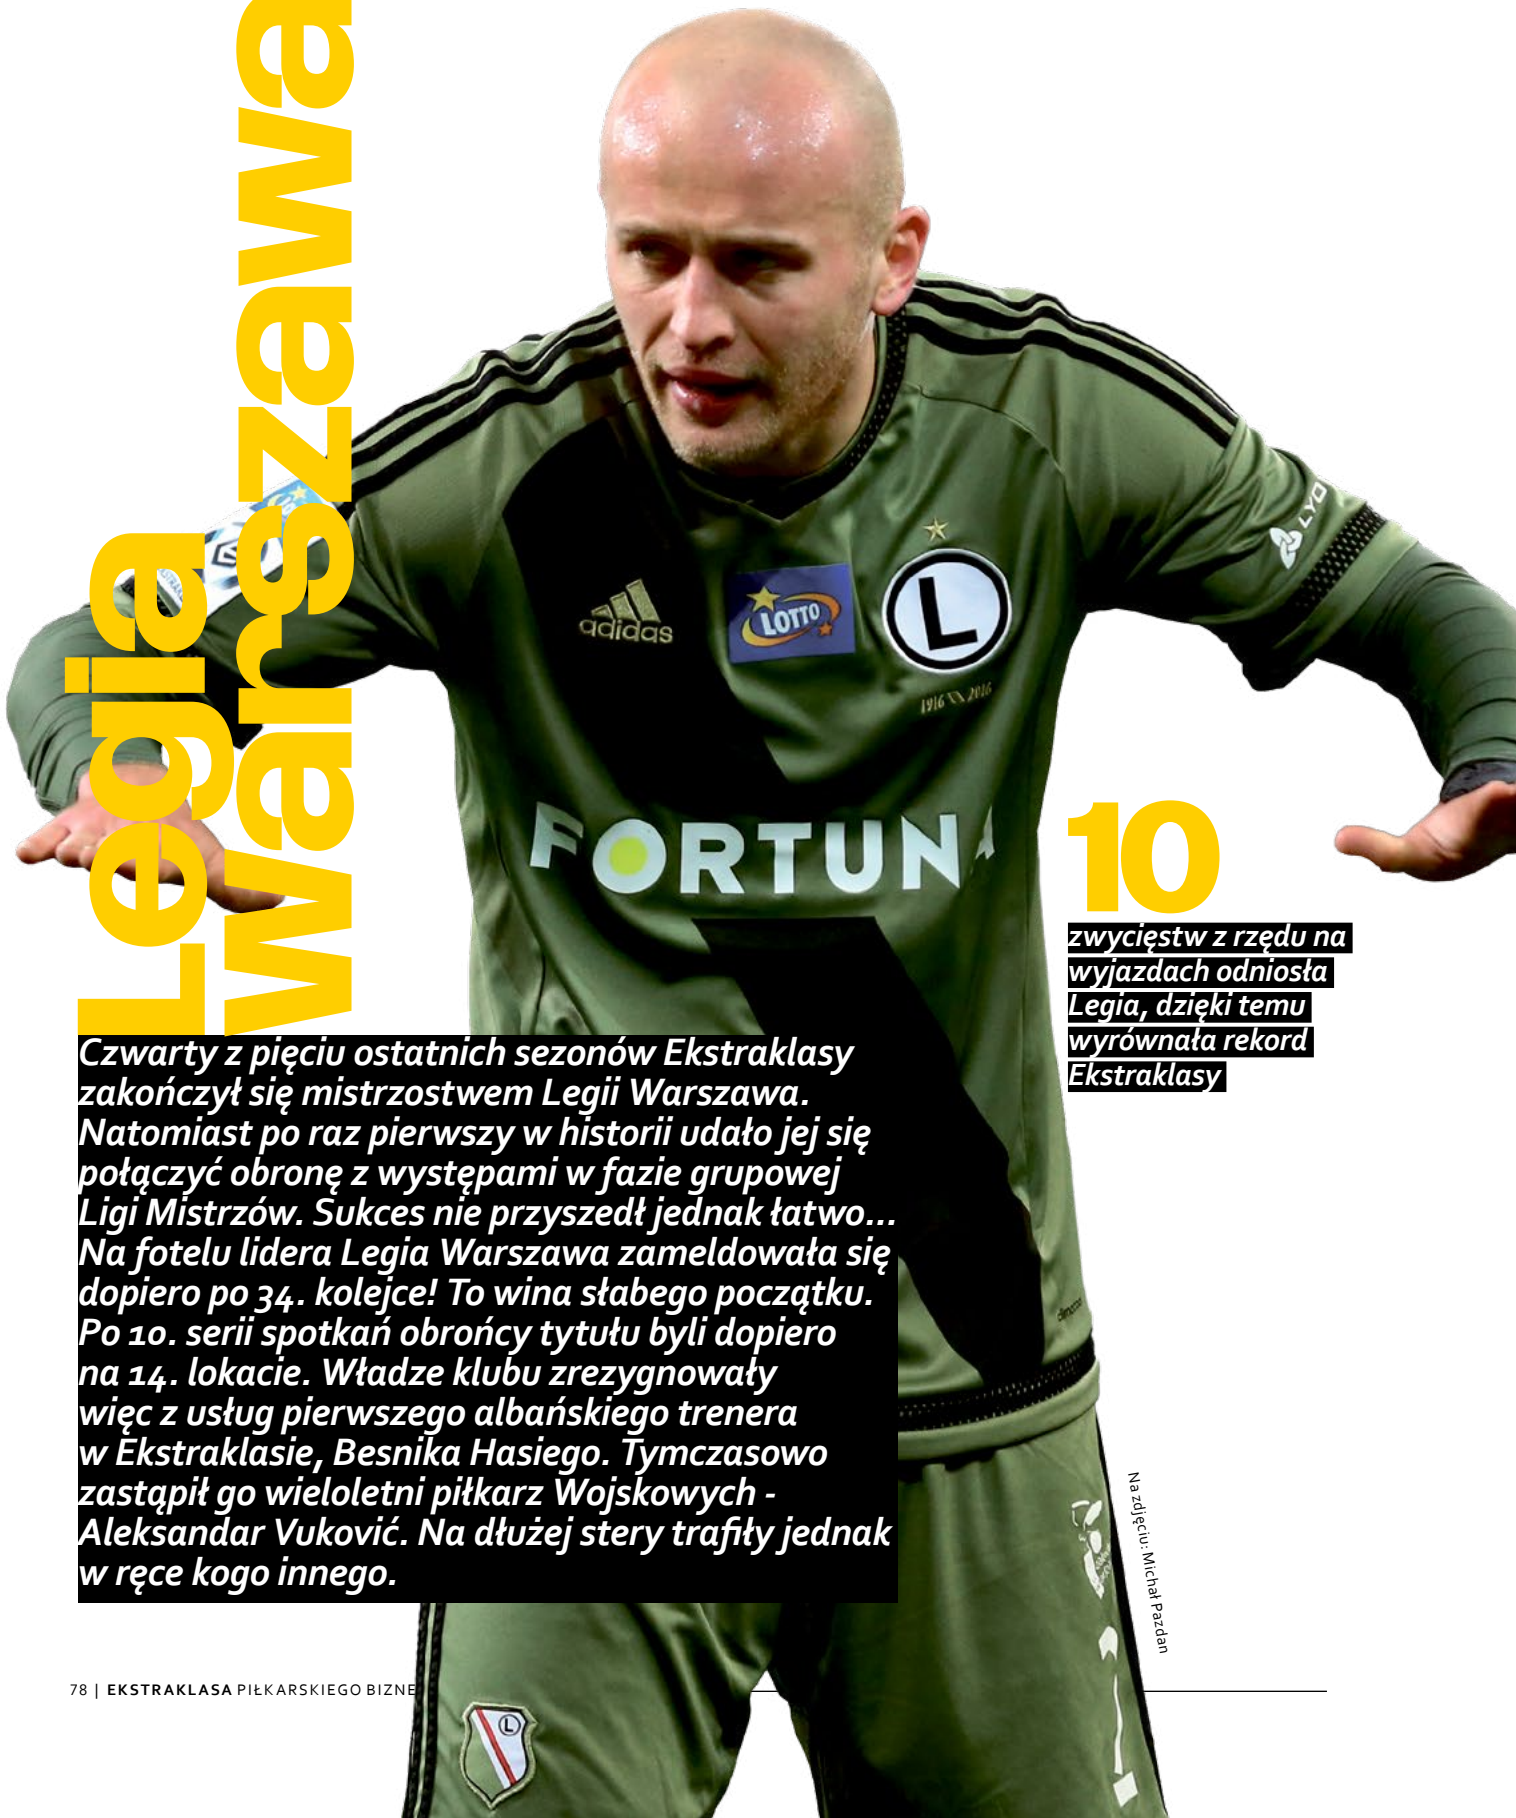 Legia
Warszawa
adidas
LOTTO
L
1916 2016
LYO
FORTUNA
10
zwycięstw z rzędu na
wyjazdach odniosła
Legia, dzięki temu
wyrównała rekord
Ekstraklasy
Czwarty z pięciu ostatnich sezonów Ekstraklasy
zakończył się mistrzostwem Legii Warszawa.
Natomiast po raz pierwszy w historii udało jej się
połączyć obronę z występami w fazie grupowej
Ligi Mistrzów. Sukces nie przyszedł jednak łatwo...
Na fotelu lidera Legia Warszawa zameldowała się
dopiero po 34. kolejce! To wina słabego początku.
Po 10. serii spotkań obrońcy tytułu byli dopiero
na 14. lokacie. Władze klubu zrezygnowały
więc z usług pierwszego albańskiego trenera
w Ekstraklasie, Besnika Hasiego. Tymczasowo
zastąpił go wieloletni piłkarz Wojskowych -
Aleksandar Vuković. Na dłużej stery trafiły jednak
w ręce kogo innego.
Na zdjęciu: Michał Pazdan
78 | EKSTRAKLASA PIŁKARSKIEGO BIZNE
L